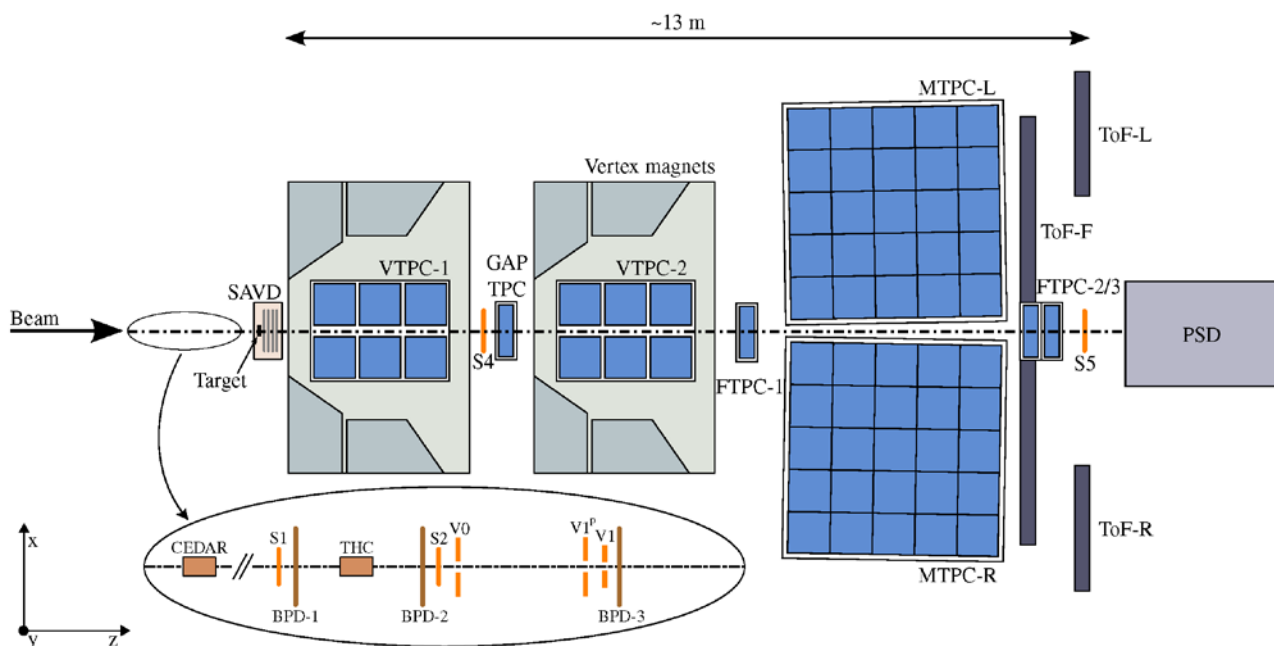 ~13 m
MTPC-L
ToF-L
Vertex magnets
ToF-F
VTPC-1
GAP
TPC
VTPC-2
FTPC-2/3
SAVD
Beam
PSD
Target
S4
FTPC-1
S5
x
y
z
CEDAR
S1
THC
S2
V0
V1ᴾ
V1
BPD-1
BPD-2
BPD-3
MTPC-R
ToF-R